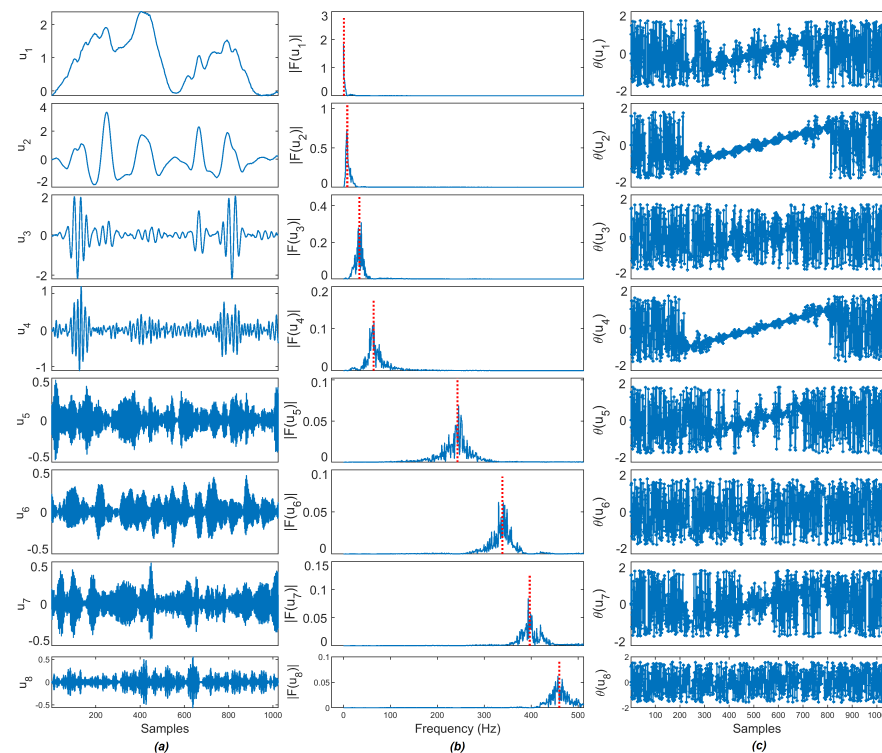 u1
2
1
0
|F(u1)|
3
2
1
0
θ(u1)
2
0
-2
u2
4
2
0
-2
|F(u2)|
1
0.5
0
θ(u2)
2
0
-2
u3
2
0
-2
|F(u3)|
0.4
0.2
0
θ(u3)
2
0
-2
u4
1
0
-1
|F(u4)|
0.2
0.1
0
θ(u4)
2
0
-2
u5
0.5
0
-0.5
|F(u5)|
0.1
0.05
0
θ(u5)
2
0
-2
u6
0.5
0
-0.5
|F(u6)|
0.1
0.05
0
θ(u6)
2
0
-2
u7
0.5
0
-0.5
|F(u7)|
0.15
0.1
0.05
0
θ(u7)
2
0
-2
u8
0.5
0
-0.5
|F(u8)|
0.1
0.05
0
θ(u8)
2
0
-2
200 400 600 800 1000
0 100 200 300 400 500
100 200 300 400 500 600 700 800 900 1000
Samples
Frequency (Hz)
Samples
(a)
(b)
(c)